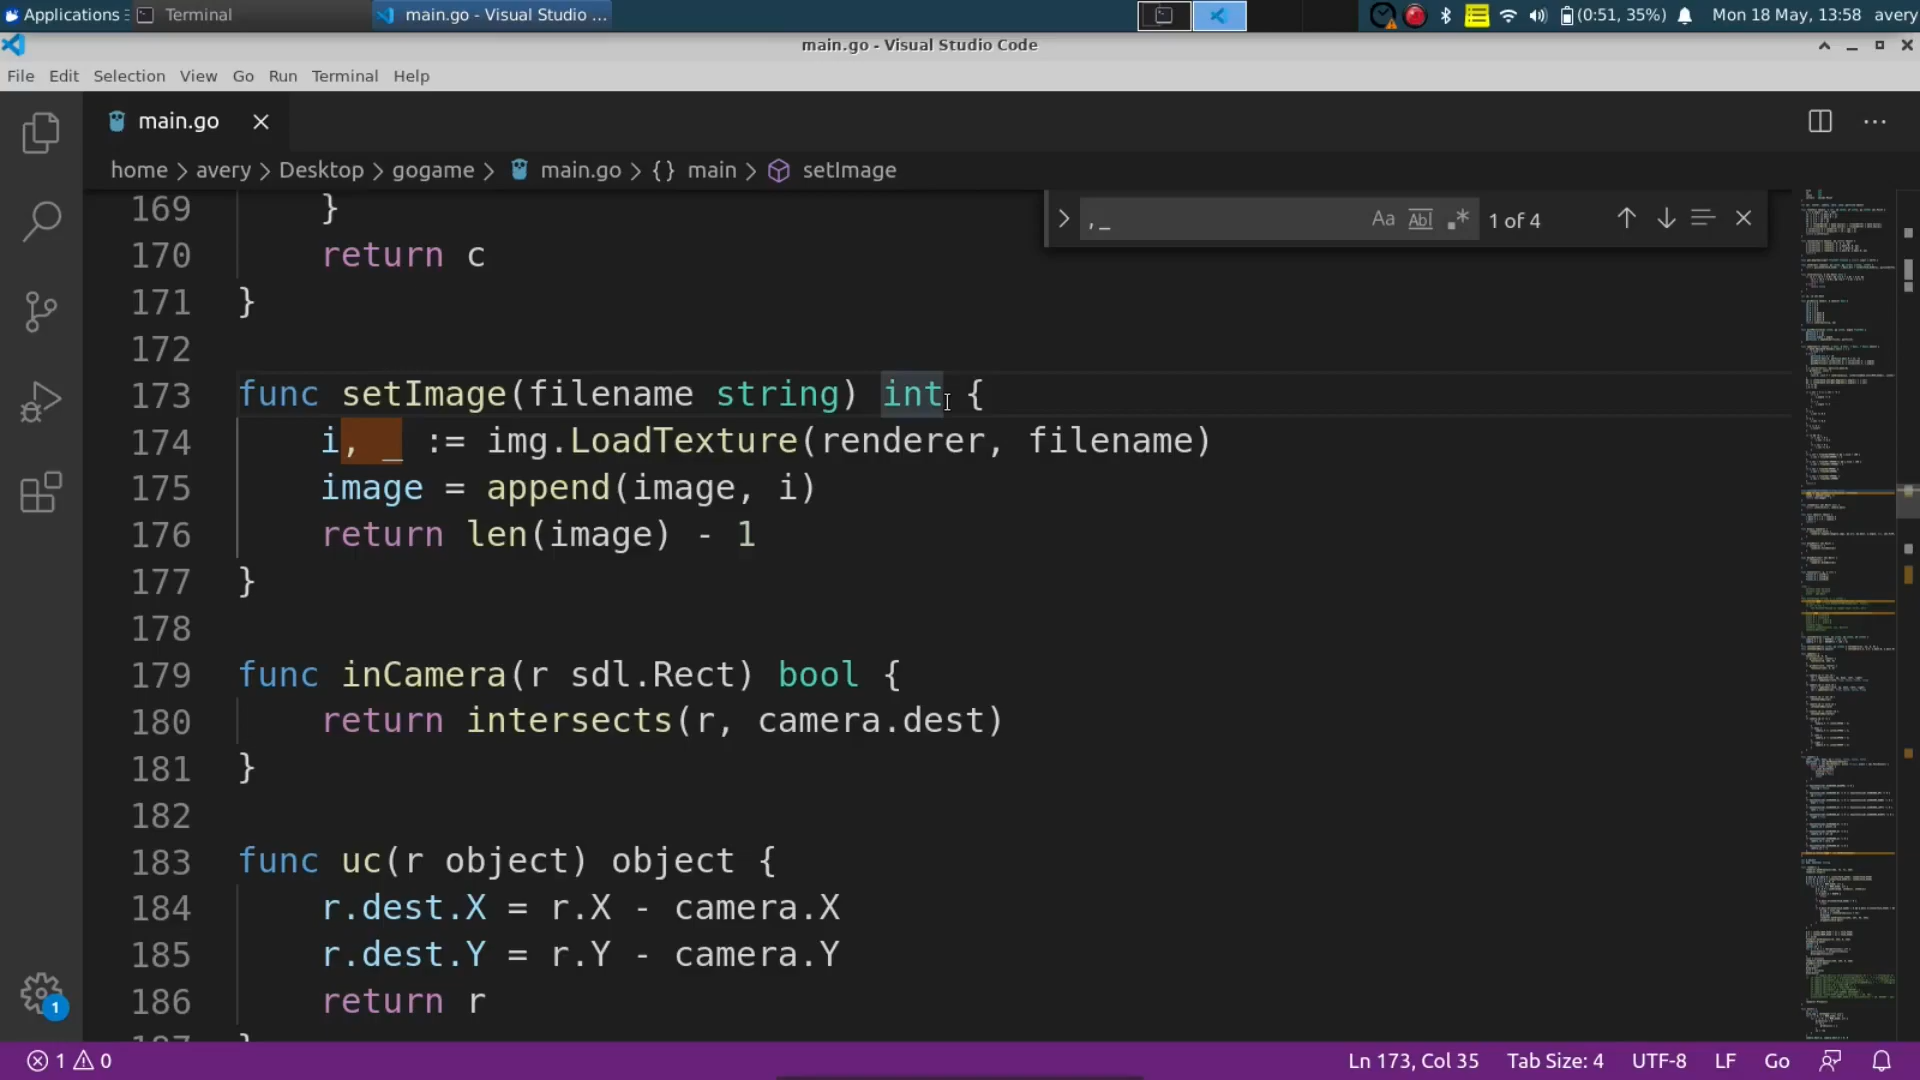 Applications
Terminal
main.go - Visual Studio ...
(0:51, 35%)
Mon 18 May, 13:58
avery
main.go - Visual Studio Code
File Edit Selection View Go Run Terminal Help
main.go
home > avery > Desktop > gogame > main.go > {} main > setImage
,_ Aa Abl .* 1 of 4
169 }
170 return c
171 }
172
173 func setImage(filename string) int {
174 i, _ := img.LoadTexture(renderer, filename)
175 image = append(image, i)
176 return len(image) - 1
177 }
178
179 func inCamera(r sdl.Rect) bool {
180 return intersects(r, camera.dest)
181 }
182
183 func uc(r object) object {
184 r.dest.X = r.X - camera.X
185 r.dest.Y = r.Y - camera.Y
186 return r
187 }
1
1 0
Ln 173, Col 35 Tab Size: 4 UTF-8 LF Go